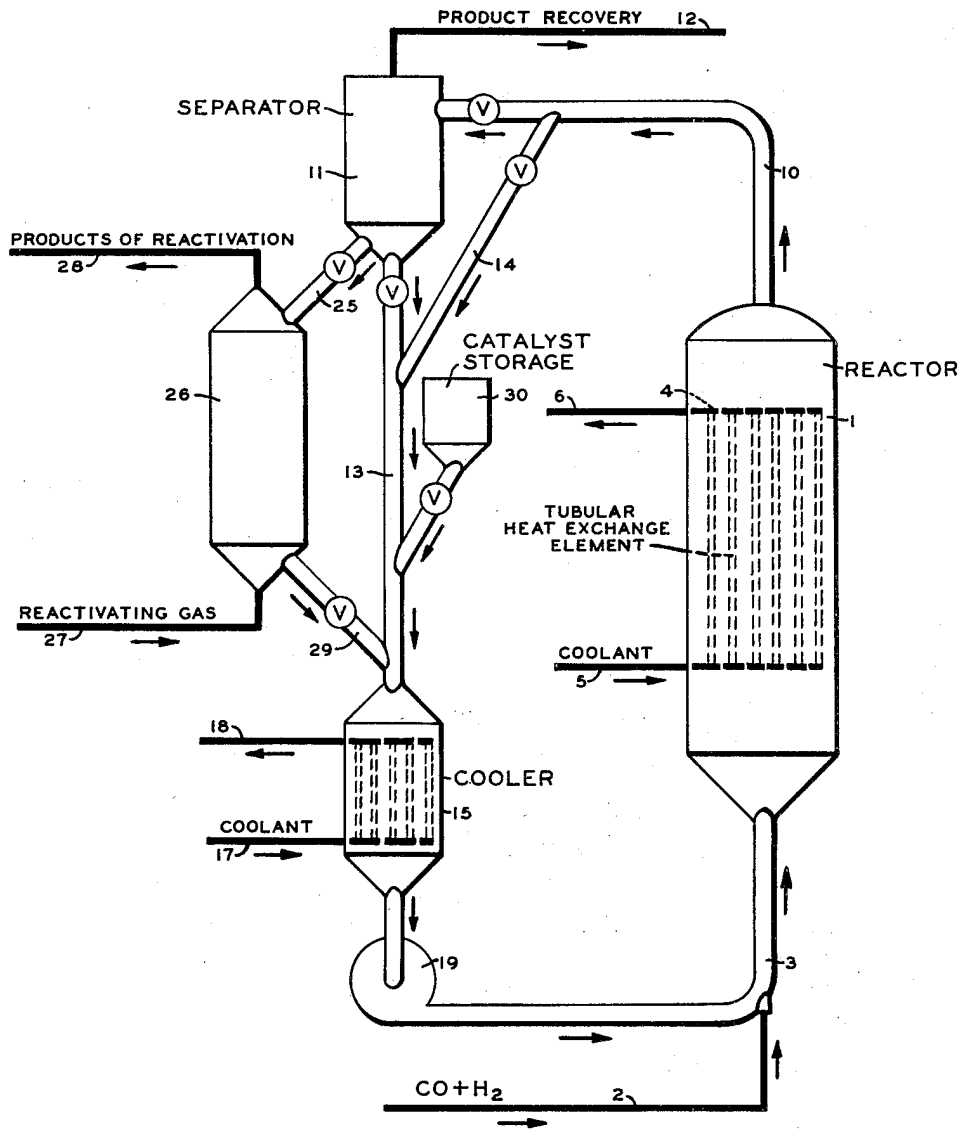 PRODUCT RECOVERY 12
SEPARATOR
V
V
11
10
PRODUCTS OF REACTIVATION
28
V
25
V
14
CATALYST
STORAGE
30
REACTOR
26
6
4
1
13
V
TUBULAR
HEAT EXCHANGE
ELEMENT
REACTIVATING GAS
27
V
29
COOLANT
5
18
COOLER
15
COOLANT
17
19
3
CO+H2
2